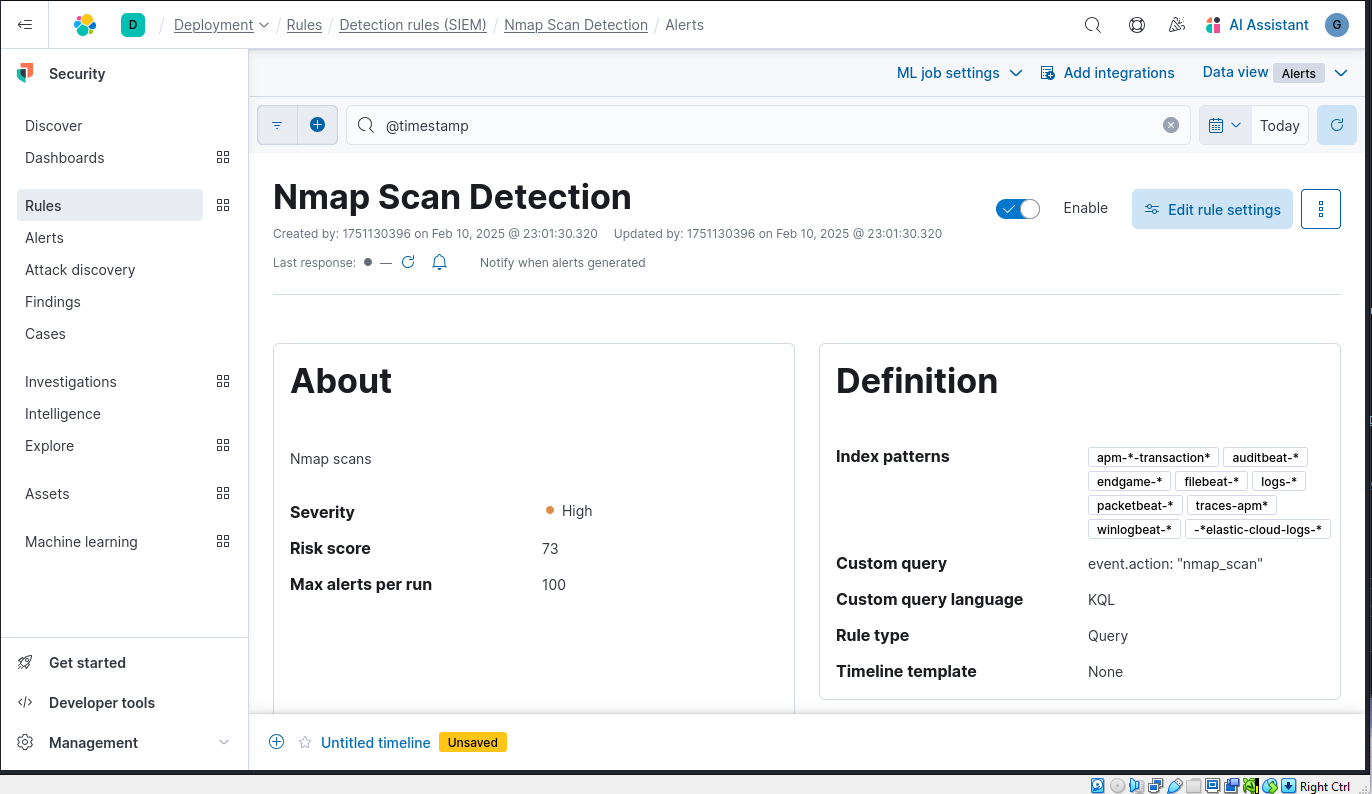 D Deployment / Rules / Detection rules (SIEM) / Nmap Scan Detection / Alerts AI Assistant G
Security
Discover
Dashboards
Rules
Alerts
Attack discovery
Findings
Cases
Investigations
Intelligence
Explore
Assets
Machine learning
Get started
Developer tools
Management
ML job settings Add integrations Data view Alerts
@timestamp Today
Nmap Scan Detection
Enable Edit rule settings
Created by: 1751130396 on Feb 10, 2025 @ 23:01:30.320 Updated by: 1751130396 on Feb 10, 2025 @ 23:01:30.320
Last response: — Notify when alerts generated
About
Nmap scans
Severity High
Risk score 73
Max alerts per run 100
Definition
Index patterns apm-*-transaction* auditbeat-*
endgame-* filebeat-* logs-*
packetbeat-* traces-apm*
winlogbeat-* -*elastic-cloud-logs-*
Custom query event.action: "nmap_scan"
Custom query language KQL
Rule type Query
Timeline template None
Untitled timeline Unsaved
Right Ctrl